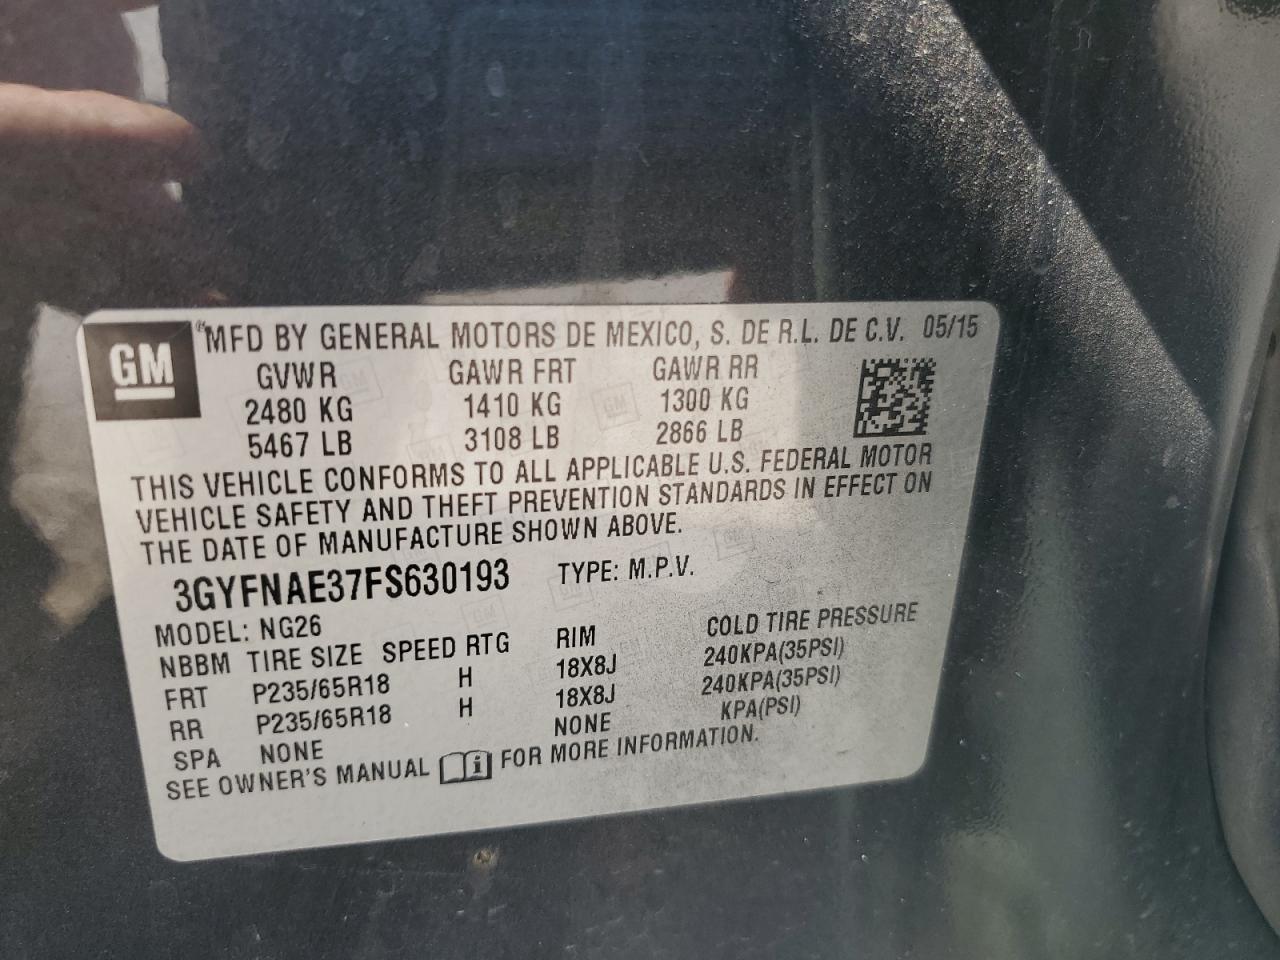 GM
®MFD BY GENERAL MOTORS DE MEXICO, S. DE R.L. DE C.V. 05/15
GVWR GAWR FRT GAWR RR
2480 KG 1410 KG 1300 KG
5467 LB 3108 LB 2866 LB
THIS VEHICLE CONFORMS TO ALL APPLICABLE U.S. FEDERAL MOTOR
VEHICLE SAFETY AND THEFT PREVENTION STANDARDS IN EFFECT ON
THE DATE OF MANUFACTURE SHOWN ABOVE.
3GYFNAE37FS630193 TYPE: M.P.V.
MODEL: NG26
NBBM TIRE SIZE SPEED RTG RIM COLD TIRE PRESSURE
FRT P235/65R18 H 18X8J 240KPA(35PSI)
RR P235/65R18 H 18X8J 240KPA(35PSI)
SPA NONE NONE KPA(PSI)
SEE OWNER'S MANUAL i FOR MORE INFORMATION.